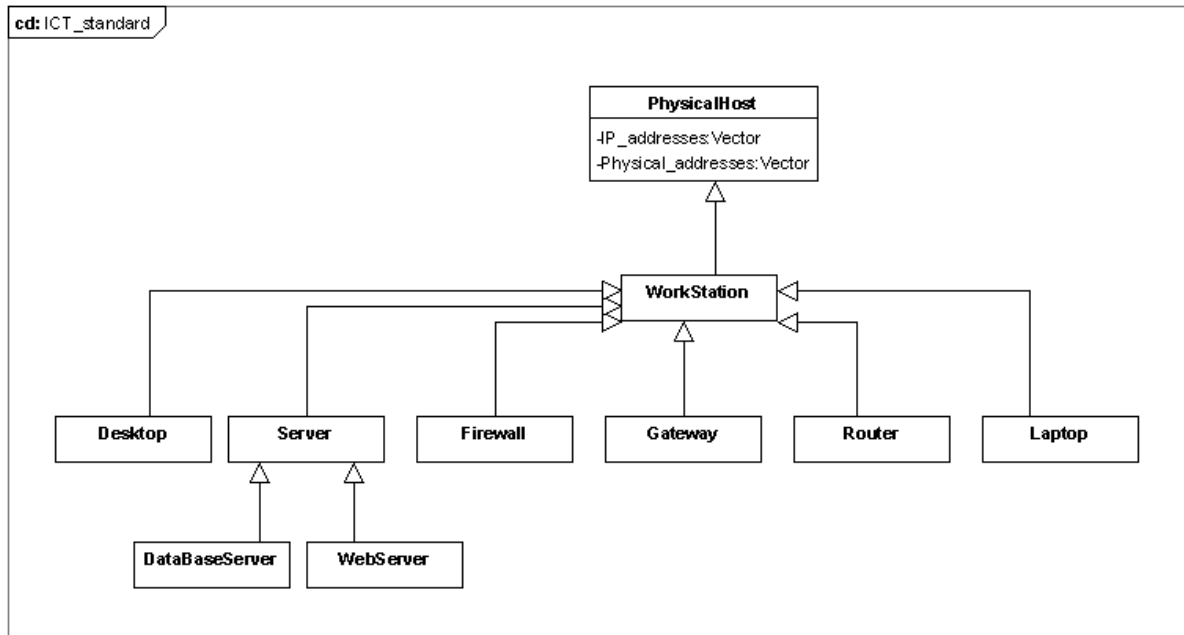 cd: ICT_standard
PhysicalHost
-IP_addresses:Vector
-Physical_addresses:Vector
WorkStation
Desktop
Server
Firewall
Gateway
Router
Laptop
DataBaseServer
WebServer